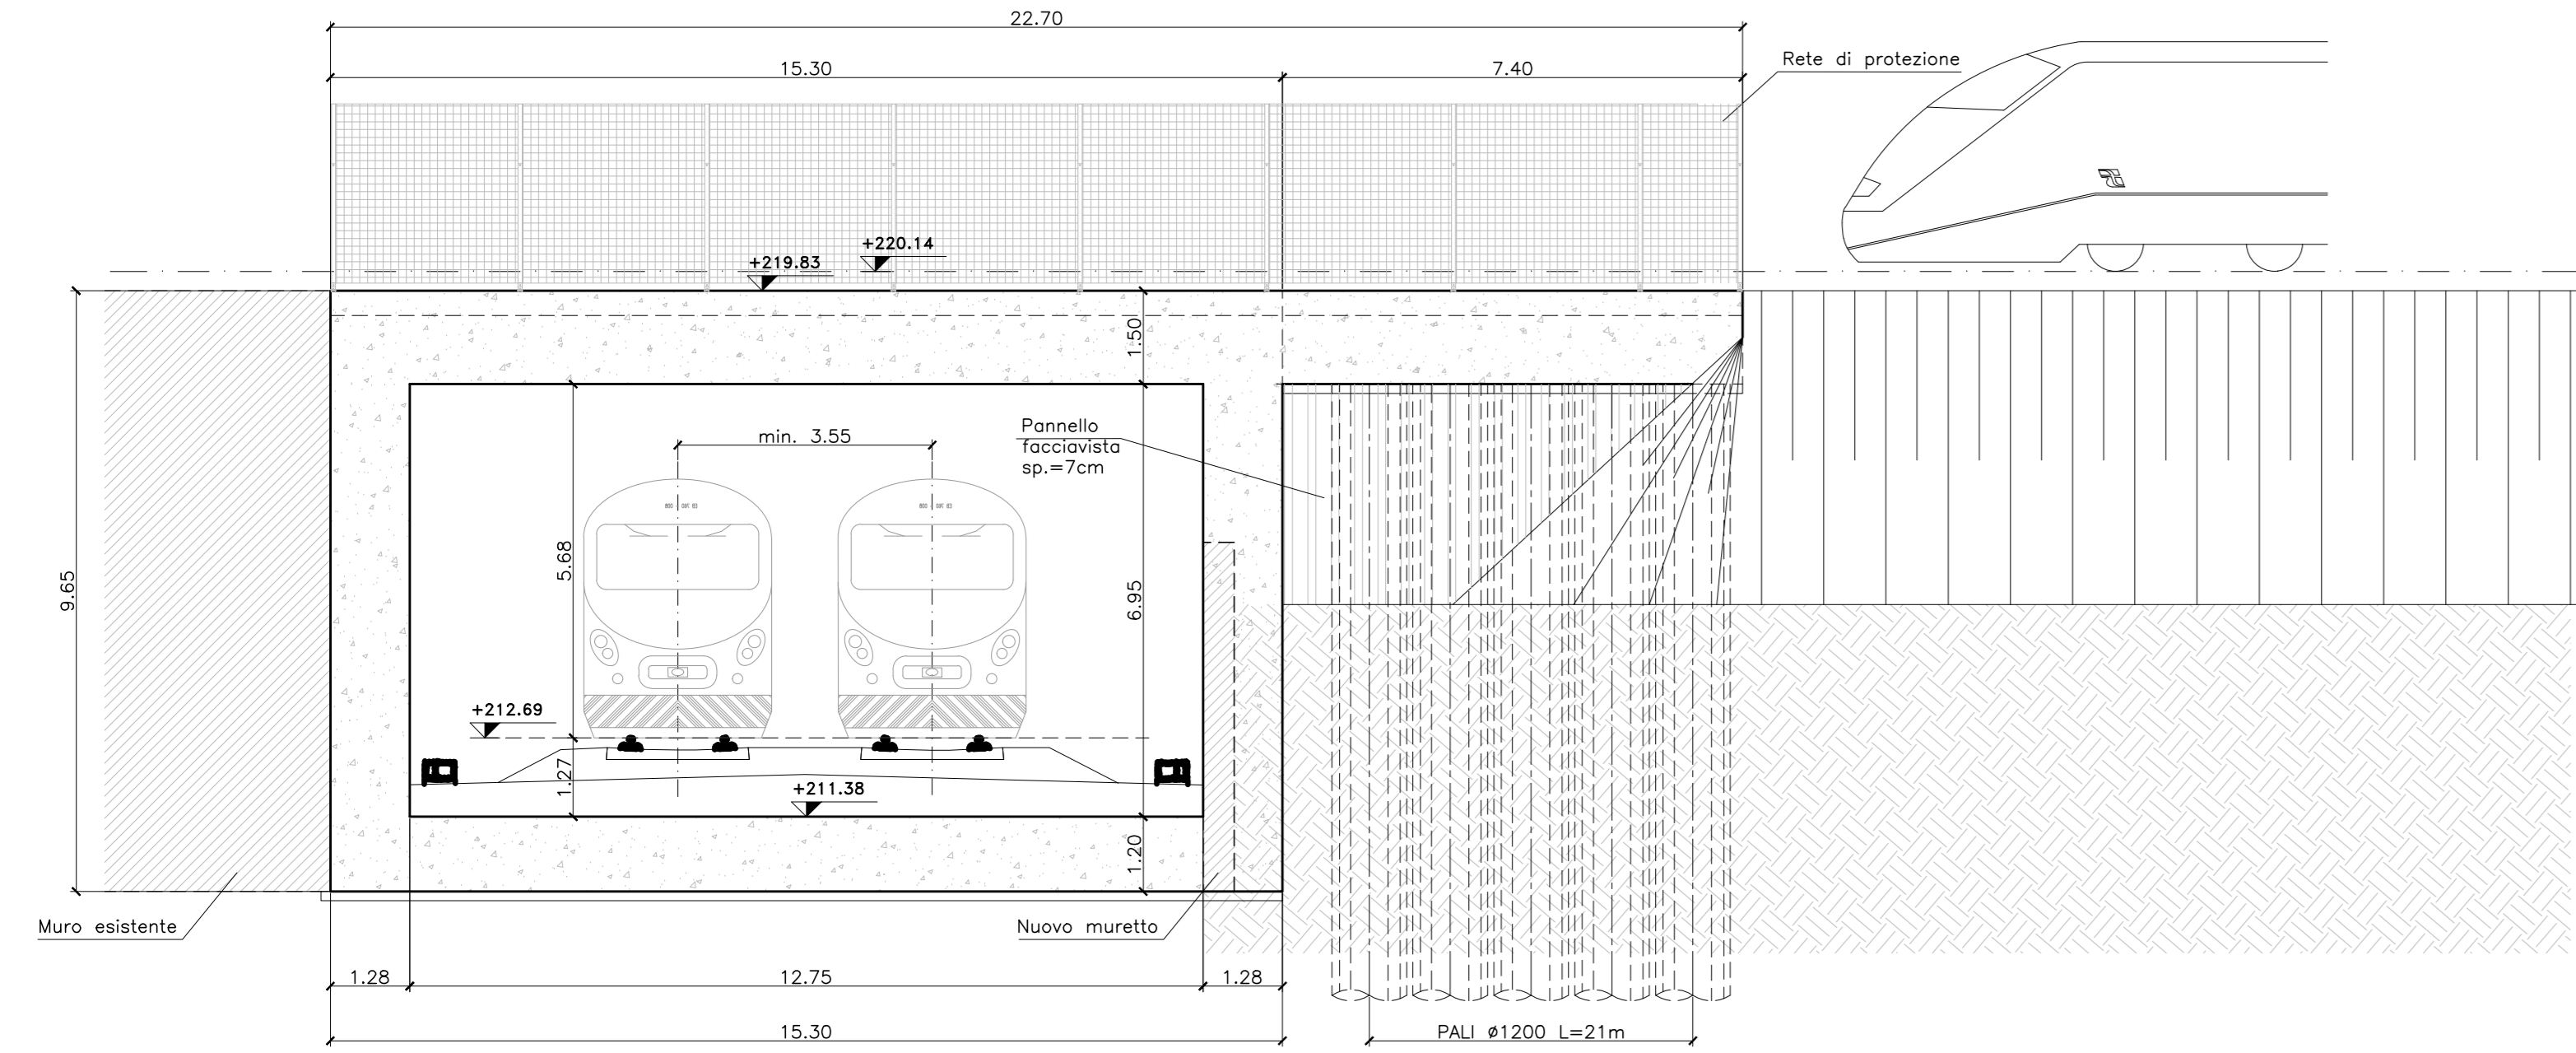 22.70
15.30
7.40
Rete di protezione
+220.14
+219.83
1.50
min. 3.55
Pannello
facciavista
sp.=7cm
5.68
9.65
6.95
+212.69
1.27
+211.38
1.20
Muro esistente
Nuovo muretto
1.28
12.75
1.28
15.30
PALI ø1200 L=21m